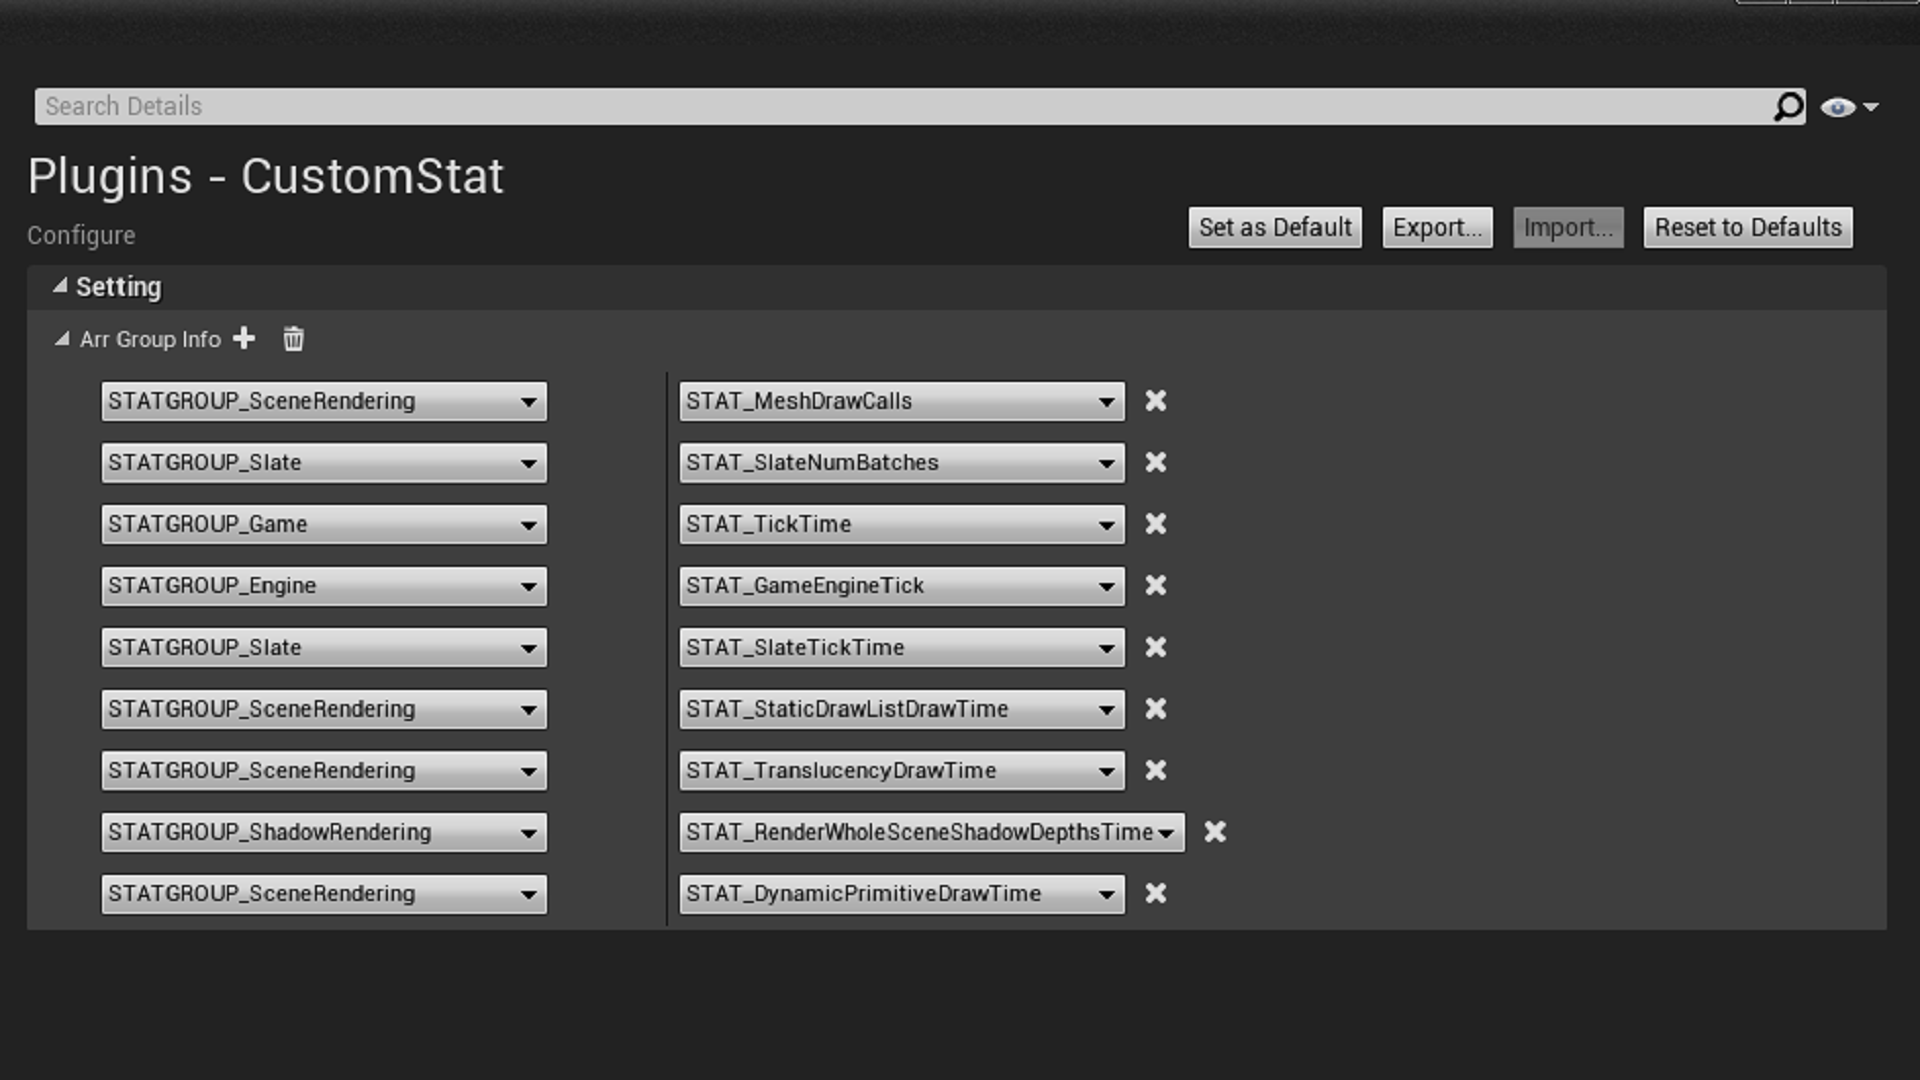 Search Details
Plugins - CustomStat
Configure
Set as Default Export... Import... Reset to Defaults
Setting
Arr Group Info
STATGROUP_SceneRendering STAT_MeshDrawCalls
STATGROUP_Slate STAT_SlateNumBatches
STATGROUP_Game STAT_TickTime
STATGROUP_Engine STAT_GameEngineTick
STATGROUP_Slate STAT_SlateTickTime
STATGROUP_SceneRendering STAT_StaticDrawListDrawTime
STATGROUP_SceneRendering STAT_TranslucencyDrawTime
STATGROUP_ShadowRendering STAT_RenderWholeSceneShadowDepthsTime
STATGROUP_SceneRendering STAT_DynamicPrimitiveDrawTime